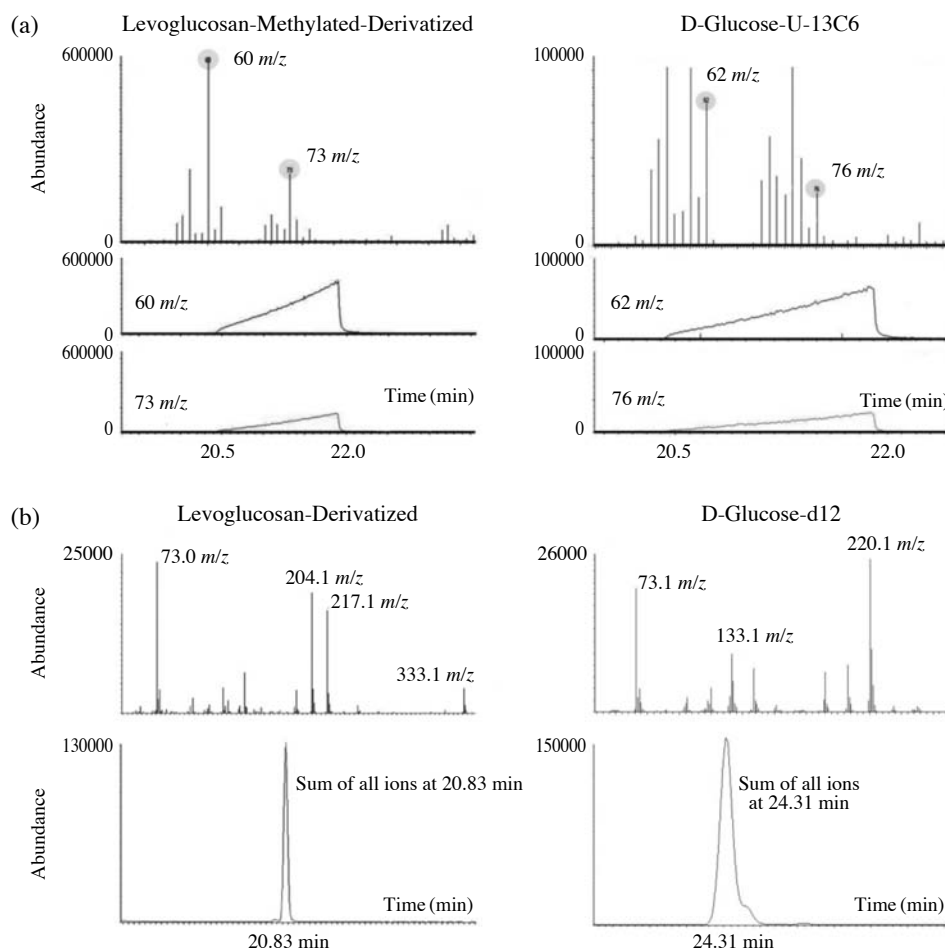 (a)
Levoglucosan-Methylated-Derivatized
600000
60 m/z
73 m/z
Abundance
0
600000
60 m/z
0
600000
73 m/z
Time (min)
0
20.5
22.0
D-Glucose-U-13C6
100000
62 m/z
76 m/z
0
100000
62 m/z
0
100000
76 m/z
Time (min)
0
20.5
22.0
(b)
Levoglucosan-Derivatized
25000
73.0 m/z
204.1 m/z
217.1 m/z
333.1 m/z
Abundance
130000
Sum of all ions at 20.83 min
Abundance
Time (min)
20.83 min
D-Glucose-d12
26000
220.1 m/z
73.1 m/z
133.1 m/z
150000
Sum of all ions
at 24.31 min
Time (min)
24.31 min